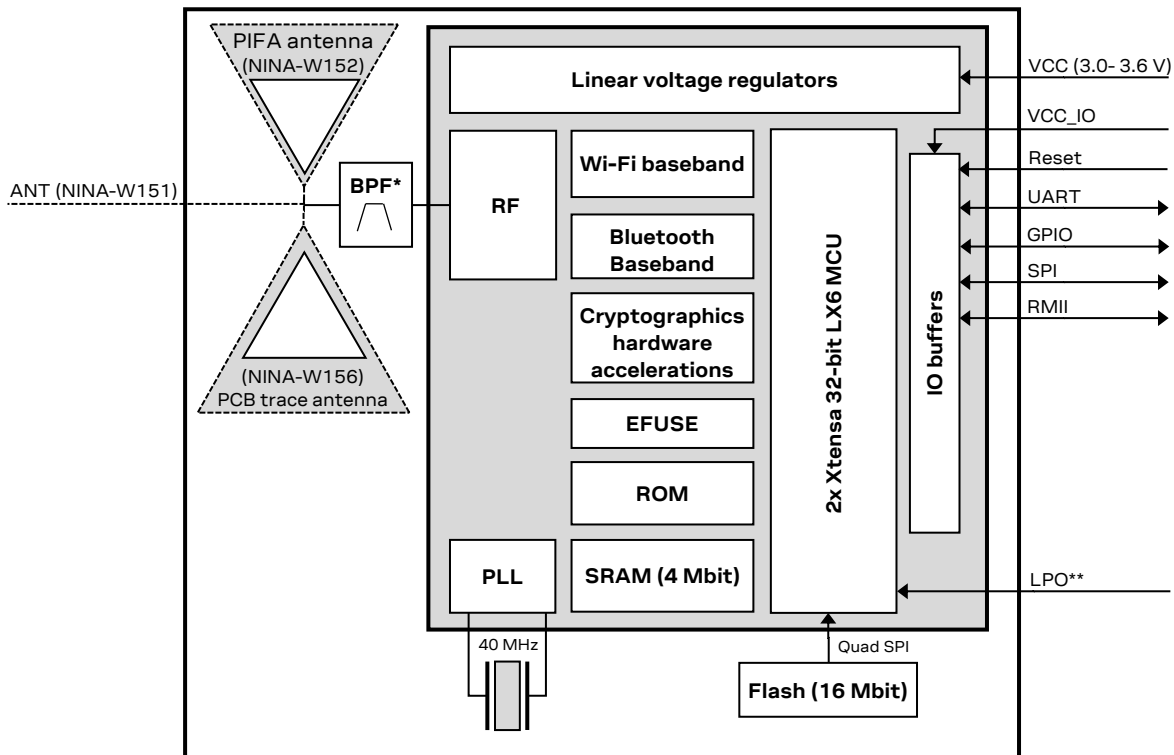 PIFA antenna
(NINA-W152)
Linear voltage regulators
VCC (3.0- 3.6 V)
VCC_IO
Reset
UART
GPIO
SPI
RMII
ANT (NINA-W151)
BPF*
RF
Wi-Fi baseband
Bluetooth
Baseband
Cryptographics
hardware
accelerations
EFUSE
ROM
SRAM (4 Mbit)
2x Xtensa 32-bit LX6 MCU
IO buffers
(NINA-W156)
PCB trace antenna
PLL
LPO**
40 MHz
Quad SPI
Flash (16 Mbit)